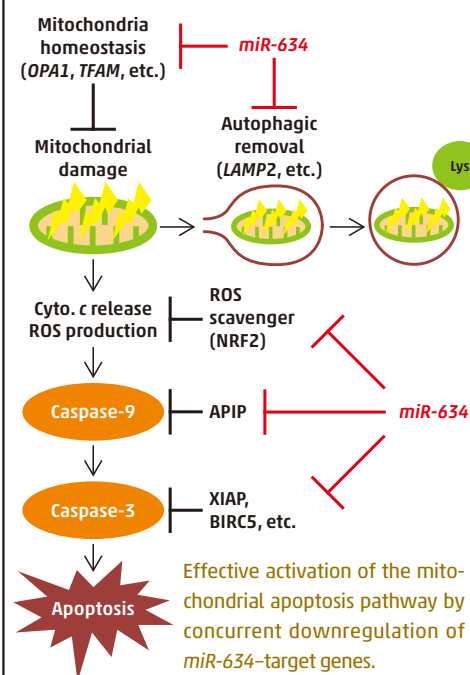 Mitochondria
homeostasis
(OPA1, TFAM, etc.)
miR-634
Autophagic
removal
(LAMP2, etc.)
Mitochondrial
damage
Lys
Cyto. c release
ROS production
ROS
scavenger
(NRF2)
Caspase-9
APIP
miR-634
Caspase-3
XIAP,
BIRC5, etc.
Apoptosis
Effective activation of the mito-
chondrial apoptosis pathway by
concurrent downregulation of
miR-634–target genes.